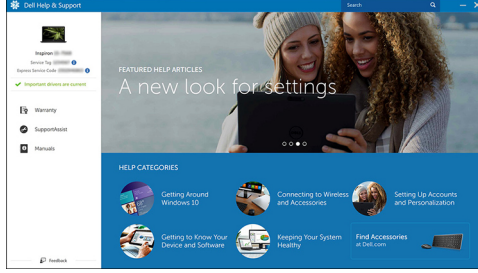 Dell Help & Support
Search
Inspiron
Service Tag
Express Service Code
Important drivers are current
Warranty
SupportAssist
Manuals
Feedback
FEATURED HELP ARTICLES
A new look for settings
HELP CATEGORIES
Getting Around
Windows 10
Connecting to Wireless
and Accessories
Setting Up Accounts
and Personalization
Getting to Know Your
Device and Software
Keeping Your System
Healthy
Find Accessories
at Dell.com